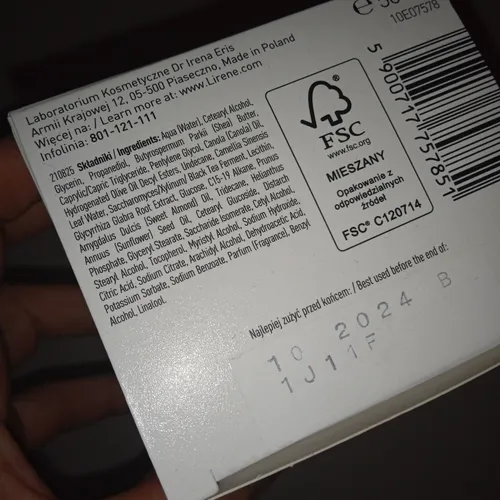 Laboratorium Kosmetyczne Dr Irena Eris
Armii Krajowej 12, 05-500 Piaseczno, Made in Poland
Więcej na: / Learn more at: www.Lirene.com
Infolinia: 801-121-111
210825 Składniki / Ingredients: Aqua (Water), Cetearyl Alcohol,
Glycerin, Propanediol, Butyrospermum Parkii (Shea) Butter,
Caprylic/Capric Triglyceride, Pentylene Glycol, Canola (Canola) Oil,
Hydrogenated Olive Oil Decyl Esters, Undecane, Camellia Sinensis
Leaf Water, Saccharomyces/Xylinum/ Black Tea Ferment, Lecithin,
Glycyrrhiza Glabra Root Extract, Glucose, C15-19 Alkane, Prunus
Amygdalus Dulcis (Sweet Almond) Oil, Tridecane, Helianthus
Annuus (Sunflower) Seed Oil, Cetearyl Glucoside, Distarch
Phosphate, Glyceryl Stearate, Saccharide Isomerate, Cetyl Alcohol,
Stearyl Alcohol, Tocopherol, Myristyl Alcohol, Sodium Hydroxide,
Citric Acid, Sodium Citrate, Arachidyl Alcohol, Dehydroacetic Acid,
Potassium Sorbate, Sodium Benzoate, Parfum (Fragrance), Benzyl
Alcohol, Linalool.
FSC
www.fsc.org
MIESZANY
Opakowanie z
odpowiedzialnych
źródeł
FSC® C120714
10E07578
5 900717 757851
Najlepiej zużyć przed końcem: / Best used before the end of:
10 2024 B
1J11F